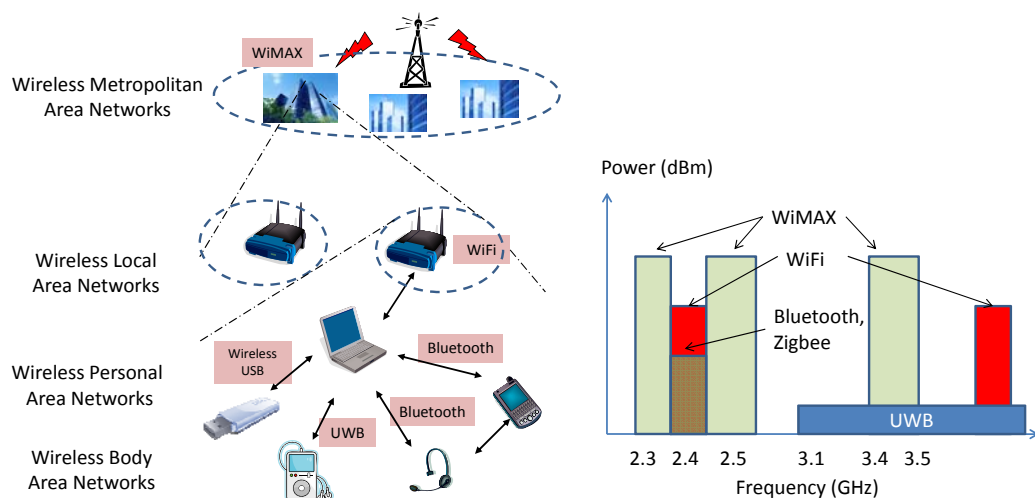 WiMAX
Wireless Metropolitan
Area Networks
WiFi
Wireless Local
Area Networks
Wireless
USB
Bluetooth
Wireless Personal
Area Networks
Bluetooth
UWB
Wireless Body
Area Networks
Power (dBm)
WiMAX
WiFi
Bluetooth,
Zigbee
UWB
2.3 2.4 2.5 3.1 3.4 3.5
Frequency (GHz)